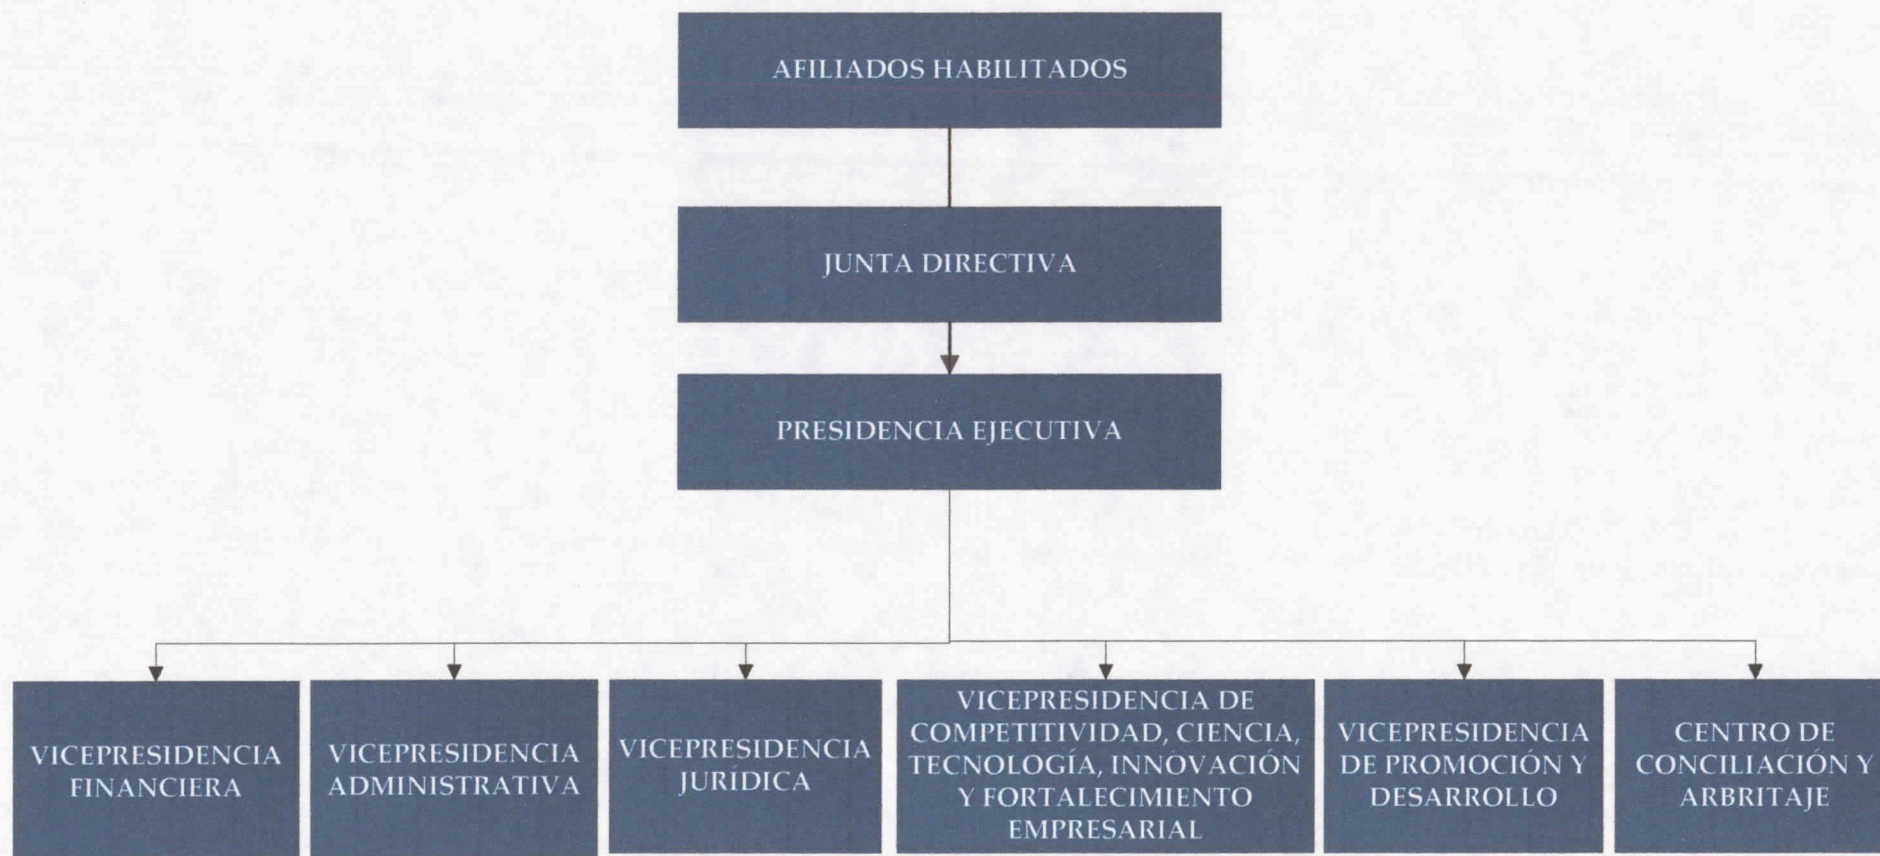 AFILIADOS HABILITADOS
JUNTA DIRECTIVA
PRESIDENCIA EJECUTIVA
VICEPRESIDENCIA
FINANCIERA
VICEPRESIDENCIA
ADMINISTRATIVA
VICEPRESIDENCIA
JURÍDICA
VICEPRESIDENCIA DE
COMPETITIVIDAD, CIENCIA,
TECNOLOGÍA, INNOVACIÓN
Y FORTALECIMIENTO
EMPRESARIAL
VICEPRESIDENCIA
DE PROMOCIÓN Y
DESARROLLO
CENTRO DE
CONCILIACIÓN Y
ARBRITAJE